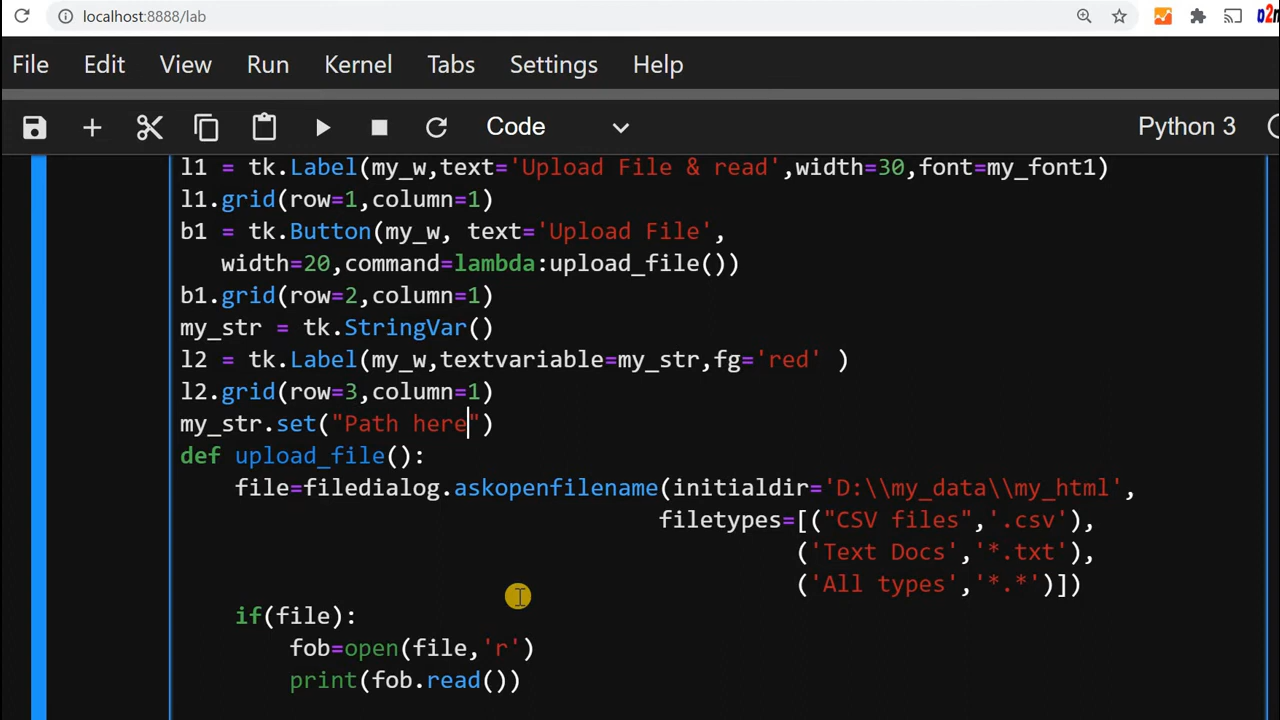 localhost:8888/lab
File Edit View Run Kernel Tabs Settings Help
Code Python 3
l1 = tk.Label(my_w,text='Upload File & read',width=30,font=my_font1)
l1.grid(row=1,column=1)
b1 = tk.Button(my_w, text='Upload File',
width=20,command=lambda:upload_file())
b1.grid(row=2,column=1)
my_str = tk.StringVar()
l2 = tk.Label(my_w,textvariable=my_str,fg='red' )
l2.grid(row=3,column=1)
my_str.set("Path here")
def upload_file():
file=filedialog.askopenfilename(initialdir='D:\\my_data\\my_html',
filetypes=[("CSV files",'.csv'),
('Text Docs','*.txt'),
('All types','*.*')])
if(file):
fob=open(file,'r')
print(fob.read())